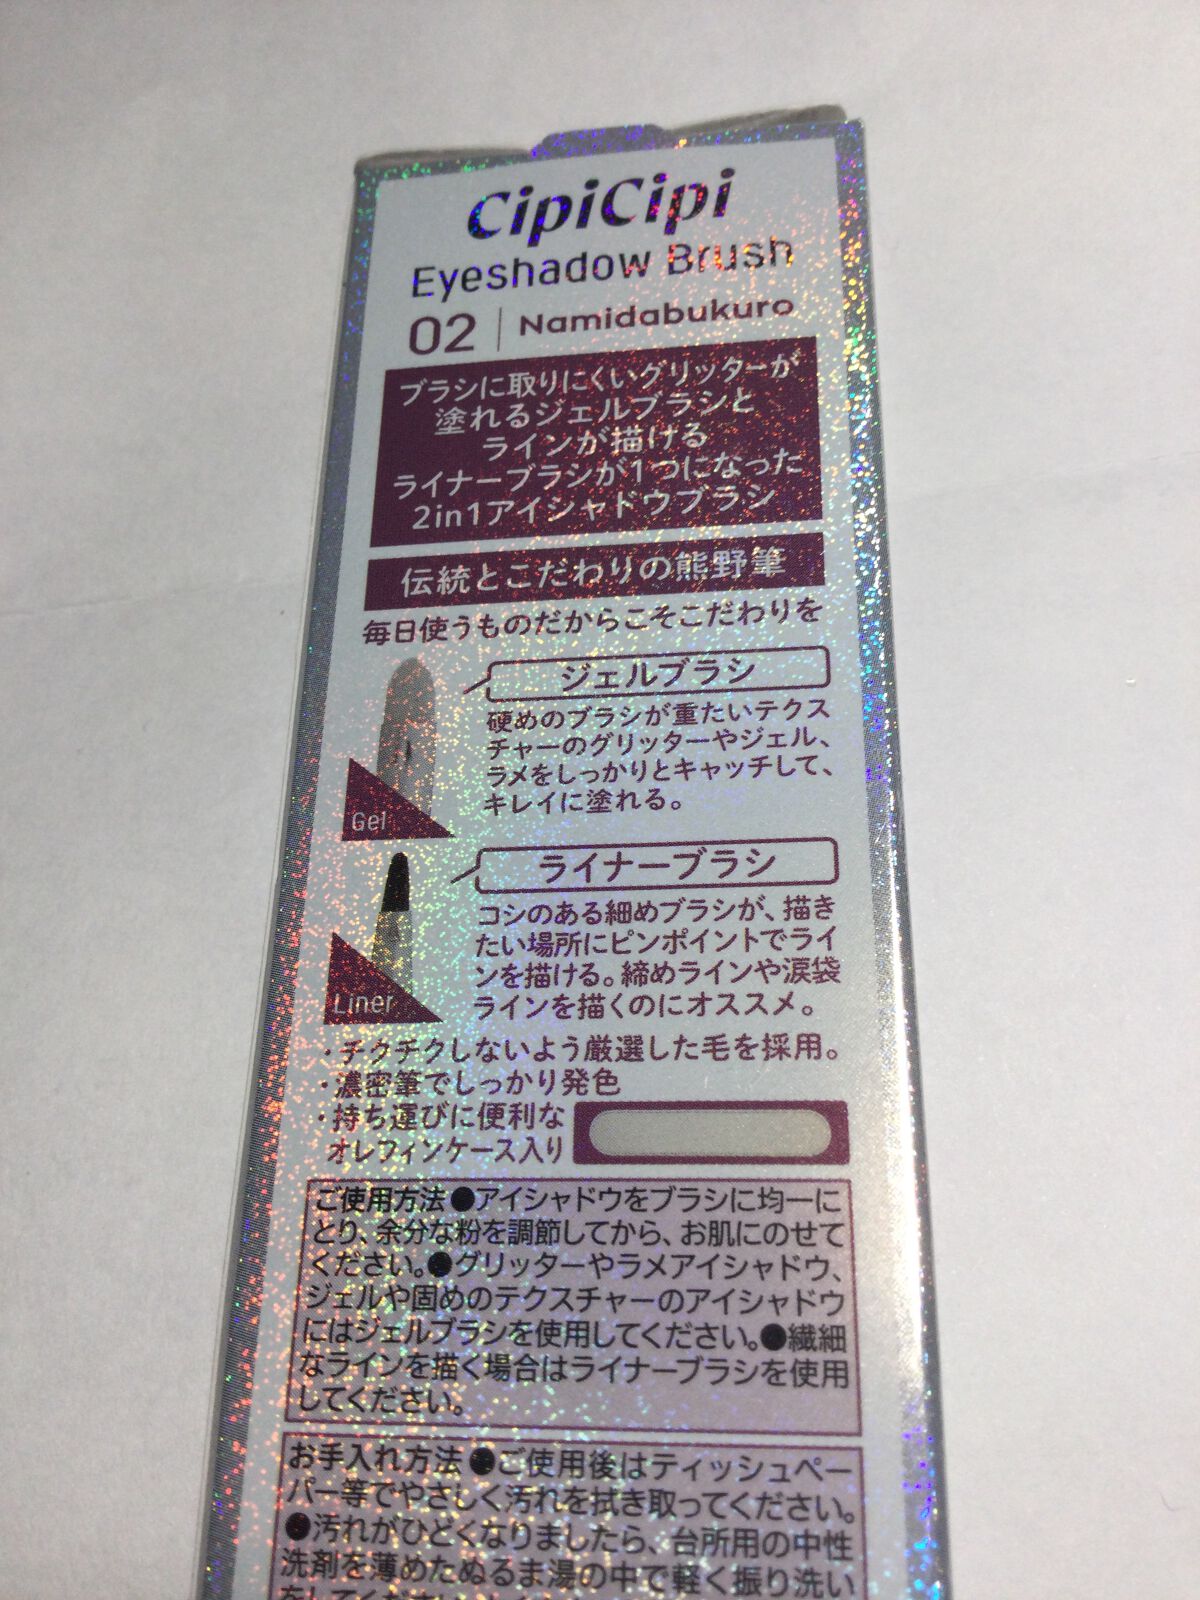 CipiCipi
Eyeshadow Brush
02 | Namidabukuro
ブラシに取りにくいグリッターが
塗れるジェルブラシと
ラインが描ける
ライナーブラシが1つになった
2in1アイシャドウブラシ
伝統とこだわりの熊野筆
毎日使うものだからこそこだわりを
ジェルブラシ
硬めのブラシが重たいテクス
チャーのグリッターやジェル、
ラメをしっかりとキャッチして、
キレイに塗れる。
Gel
ライナーブラシ
コシのある細めブラシが、描き
たい場所にピンポイントでライ
ンを描ける。締めラインや涙袋
ラインを描くのにオススメ。
Liner
・チクチクしないよう厳選した毛を採用。
・濃密筆でしっかり発色
・持ち運びに便利な
オレフィンケース入り
ご使用方法●アイシャドウをブラシに均一に
とり、余分な粉を調節してから、お肌にのせて
ください。●グリッターやラメアイシャドウ、
ジェルや固めのテクスチャーのアイシャドウ
にはジェルブラシを使用してください。●繊細
なラインを描く場合はライナーブラシを使用
してください。
お手入れ方法●ご使用後はティッシュペー
パー等でやさしく汚れを拭き取ってください。
●汚れがひどくなりましたら、台所用の中性
洗剤を薄めたぬるま湯の中で軽く振り洗い